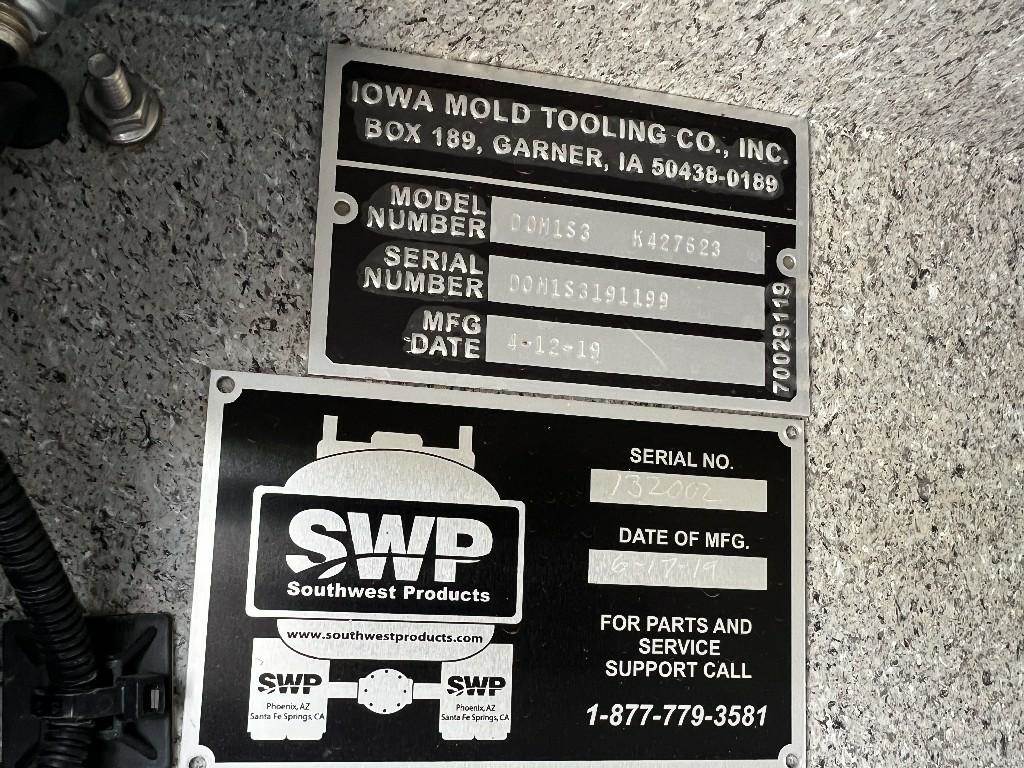 IOWA MOLD TOOLING CO., INC.
BOX 189, GARNER, IA 50438-0189
MODEL NUMBER DOM1S3 K427623
SERIAL NUMBER DOM1S3191199
MFG DATE 4-12-19
70029119
SWP
Southwest Products
www.southwestproducts.com
SWP
Phoenix, AZ
Santa Fe Springs, CA
SWP
Phoenix, AZ
Santa Fe Springs, CA
SERIAL NO.
132002
DATE OF MFG.
6-17-19
FOR PARTS AND
SERVICE
SUPPORT CALL
1-877-779-3581